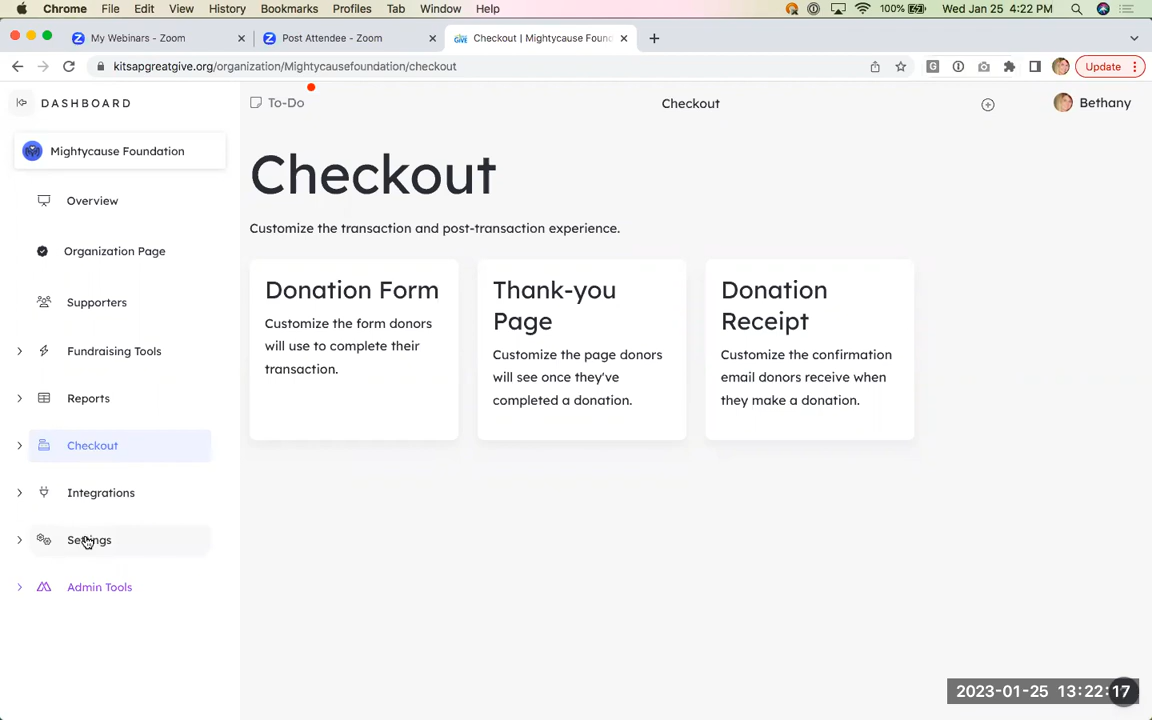 Chrome File Edit View History Bookmarks Profiles Tab Window Help 100% Wed Jan 25 4:22 PM
My Webinars - Zoom Post Attendee - Zoom Checkout | Mightycause Foun
kitsapgreatgive.org/organization/Mightycausefoundation/checkout Update
DASHBOARD To-Do Checkout Bethany
Mightycause Foundation
Overview
Organization Page
Supporters
Fundraising Tools
Reports
Checkout
Integrations
Settings
Admin Tools
Checkout
Customize the transaction and post-transaction experience.
Donation Form
Customize the form donors
will use to complete their
transaction.
Thank-you
Page
Customize the page donors
will see once they've
completed a donation.
Donation
Receipt
Customize the confirmation
email donors receive when
they make a donation.
2023-01-25 13:22:17